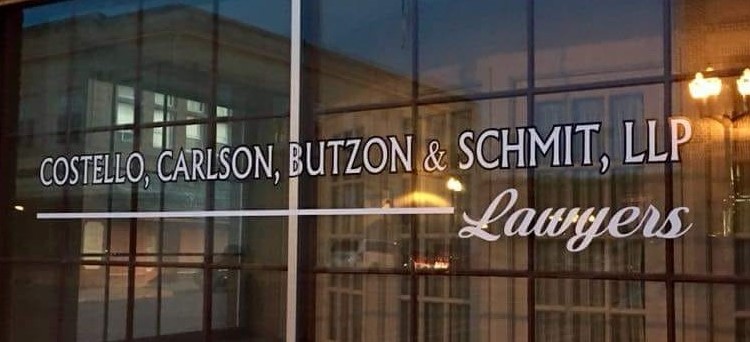 COSTELLO, CARLSON, BUTZON & SCHMIT, LLP
Lawyers